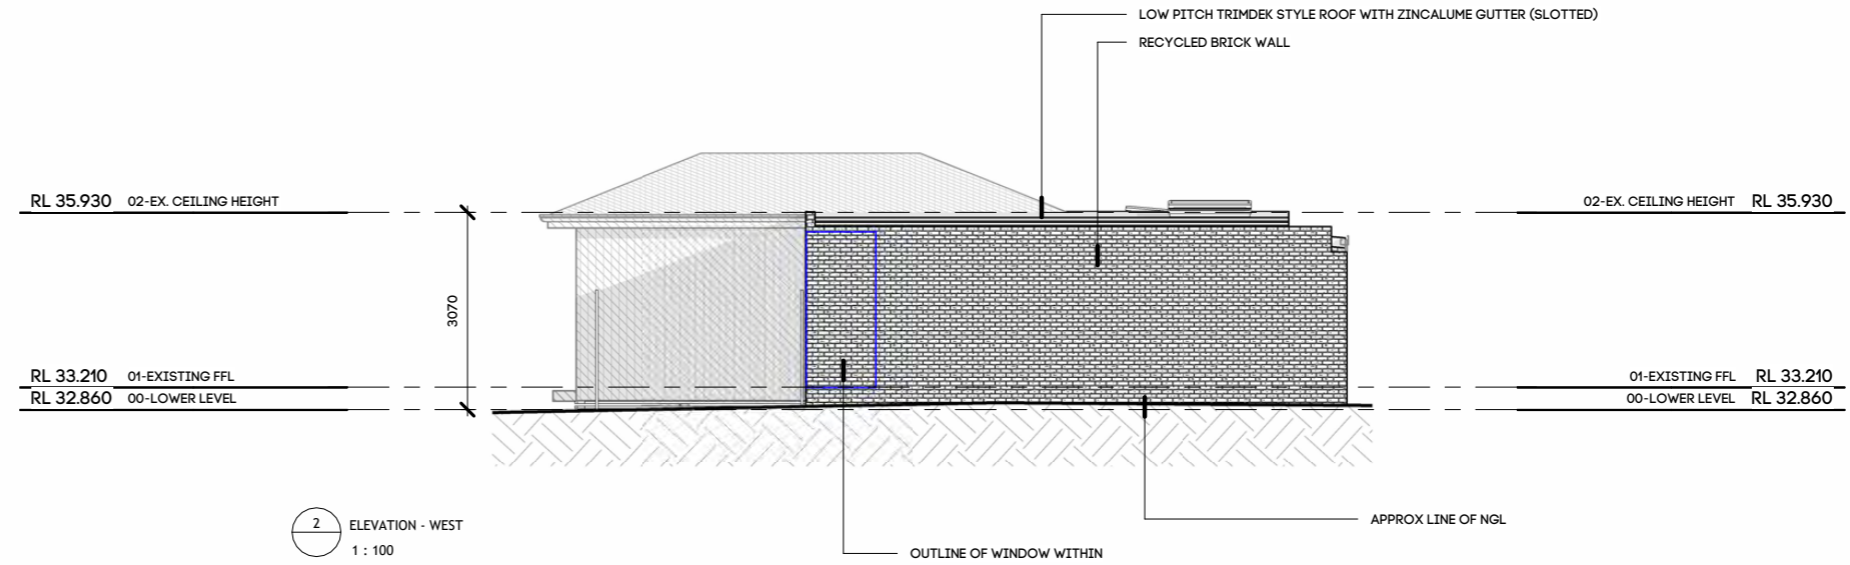 LOW PITCH TRIMDEK STYLE ROOF WITH ZINCALUME GUTTER (SLOTTED)
RECYCLED BRICK WALL
RL 35.930 02-EX. CEILING HEIGHT
02-EX. CEILING HEIGHT RL 35.930
3070
RL 33.210 01-EXISTING FFL
01-EXISTING FFL RL 33.210
RL 32.860 00-LOWER LEVEL
00-LOWER LEVEL RL 32.860
APPROX LINE OF NGL
2 ELEVATION - WEST
1 : 100
OUTLINE OF WINDOW WITHIN